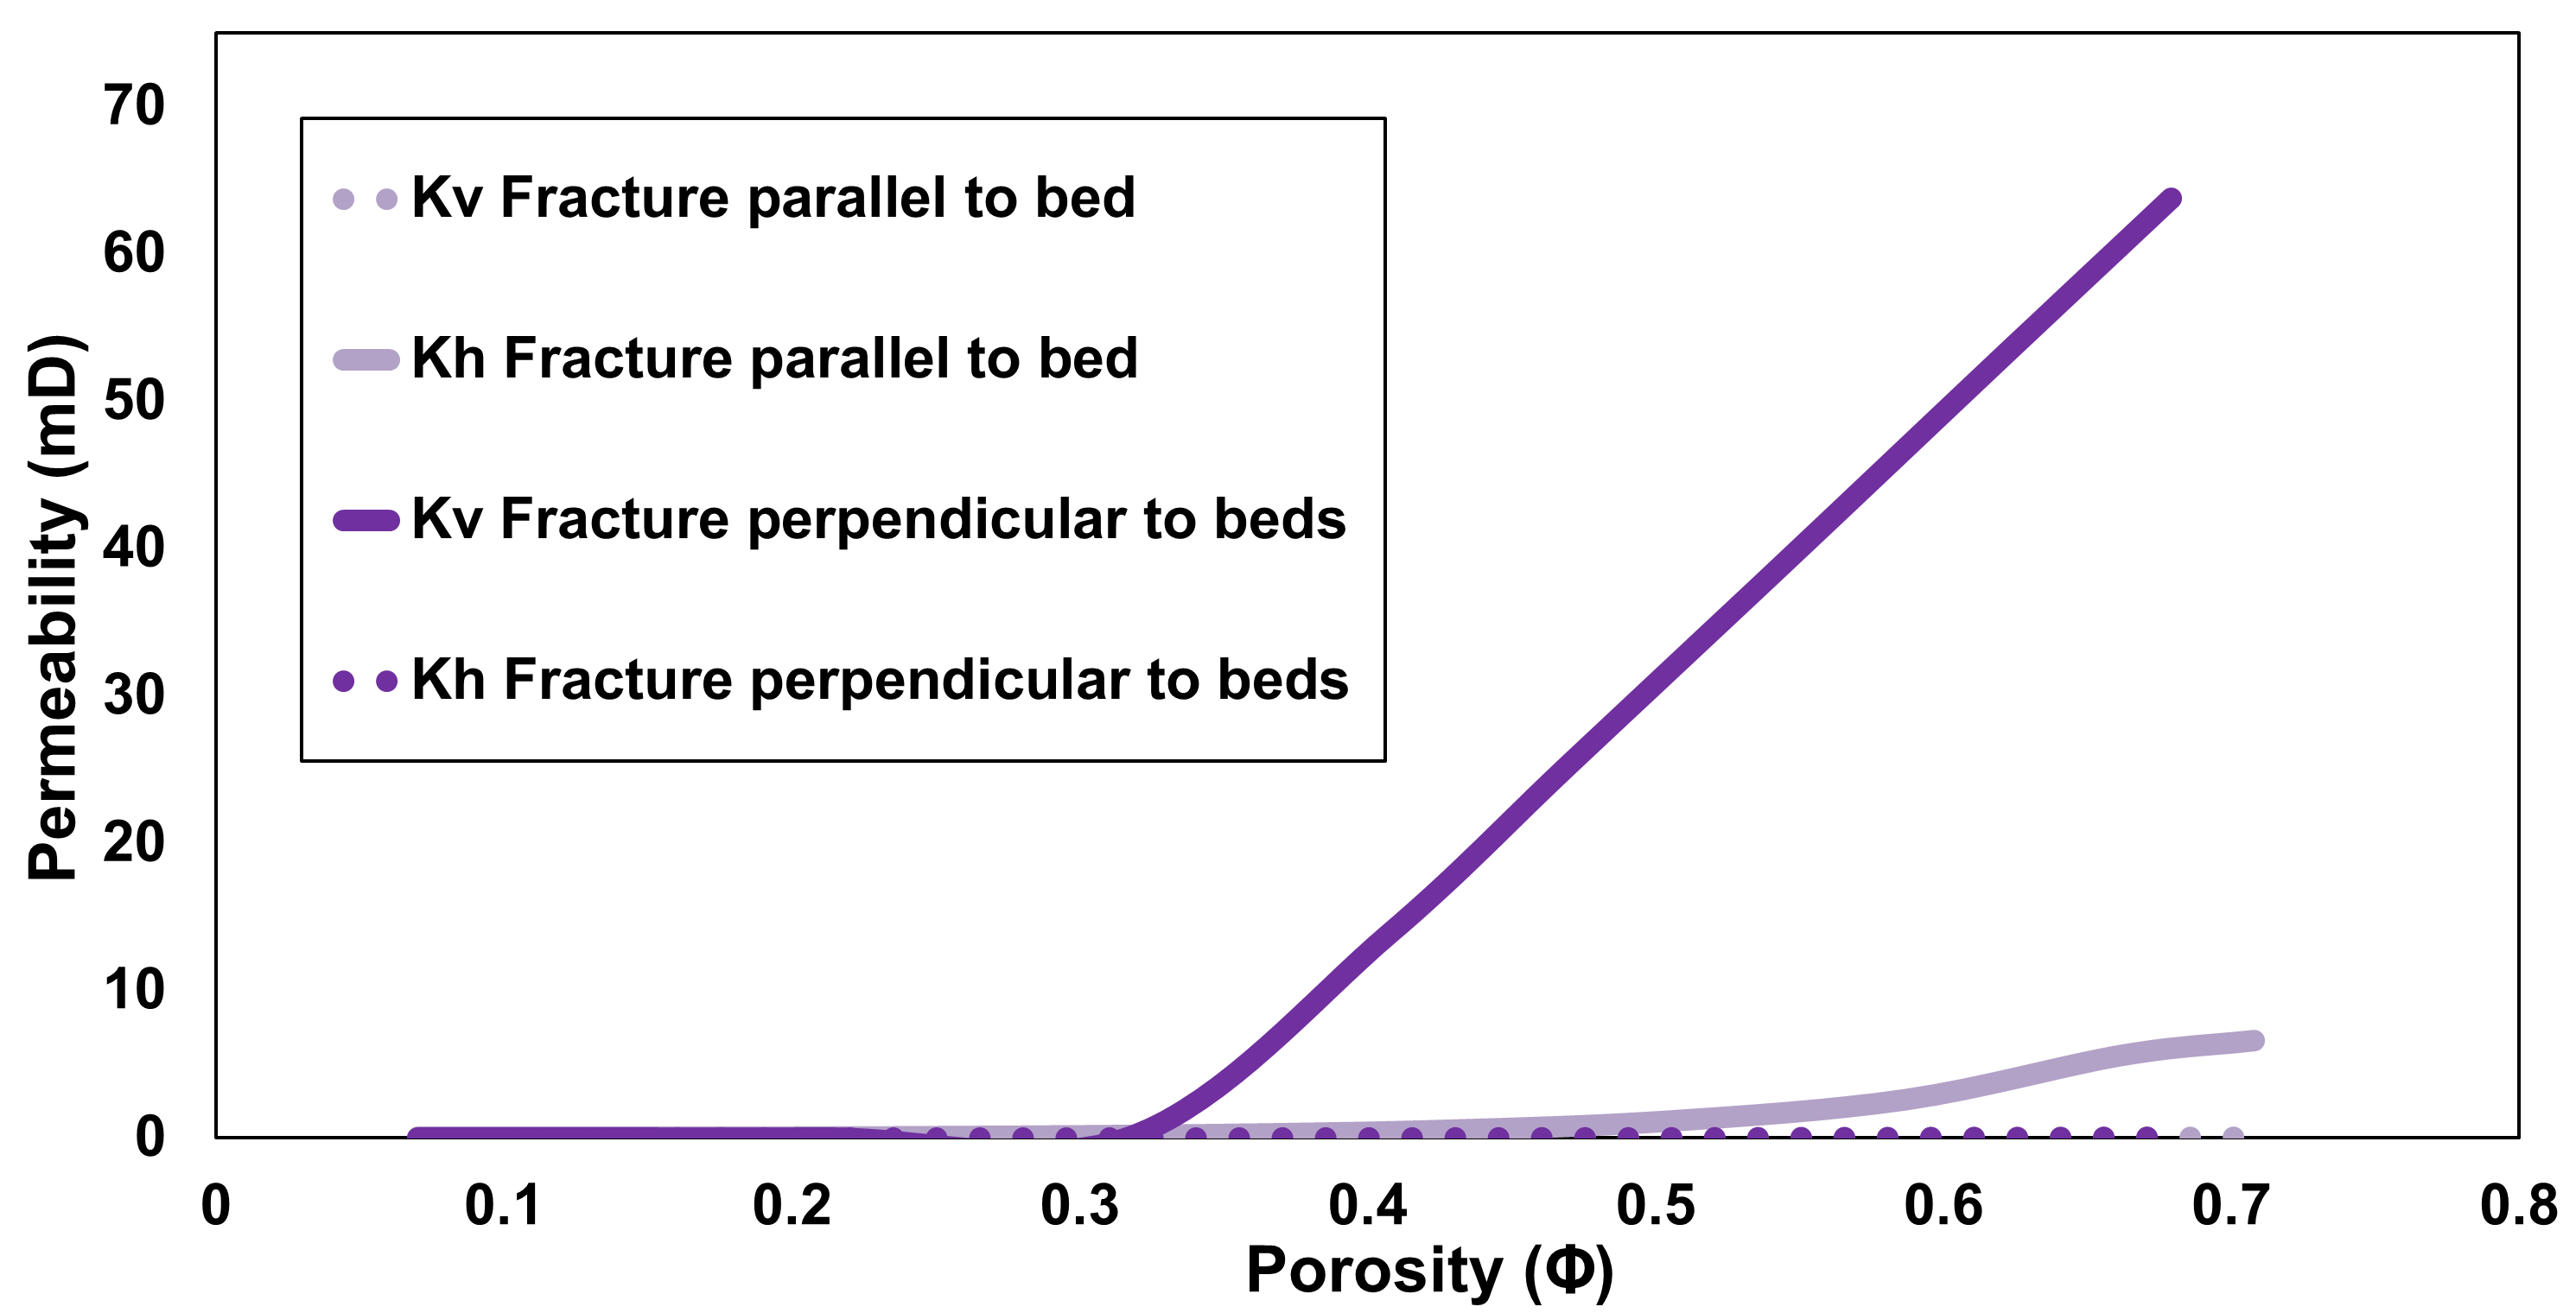 Permeability (mD)
70
60
50
40
30
20
10
0
Kv Fracture parallel to bed
Kh Fracture parallel to bed
Kv Fracture perpendicular to beds
Kh Fracture perpendicular to beds
0 0.1 0.2 0.3 0.4 0.5 0.6 0.7 0.8
Porosity (Φ)